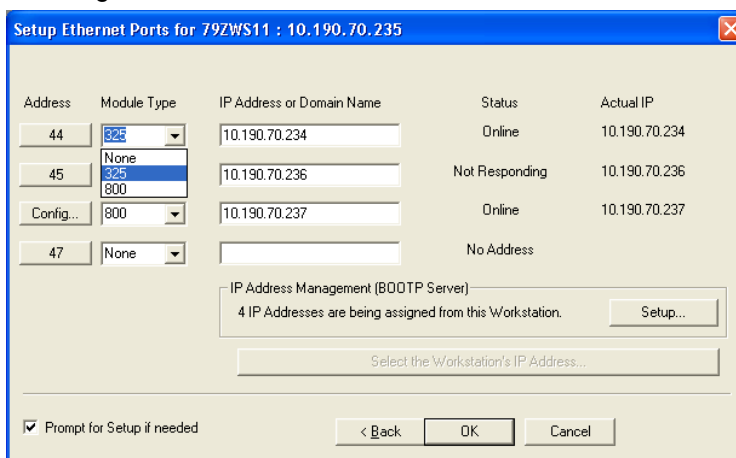 Setup Ethernet Ports for 79ZWS11 : 10.190.70.235
Address Module Type IP Address or Domain Name Status Actual IP
44 325 10.190.70.234 Online 10.190.70.234
None
325
800
45 10.190.70.236 Not Responding 10.190.70.236
Config... 800 10.190.70.237 Online 10.190.70.237
47 None No Address
IP Address Management (BOOTP Server)
4 IP Addresses are being assigned from this Workstation. Setup...
Select the Workstation's IP Address...
Prompt for Setup if needed < Back OK Cancel